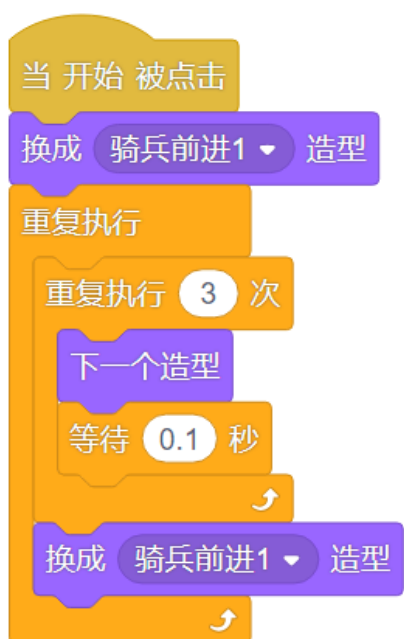 当 开始 被点击
换成 骑兵前进1 造型
重复执行
重复执行 3 次
下一个造型
等待 0.1 秒
换成 骑兵前进1 造型